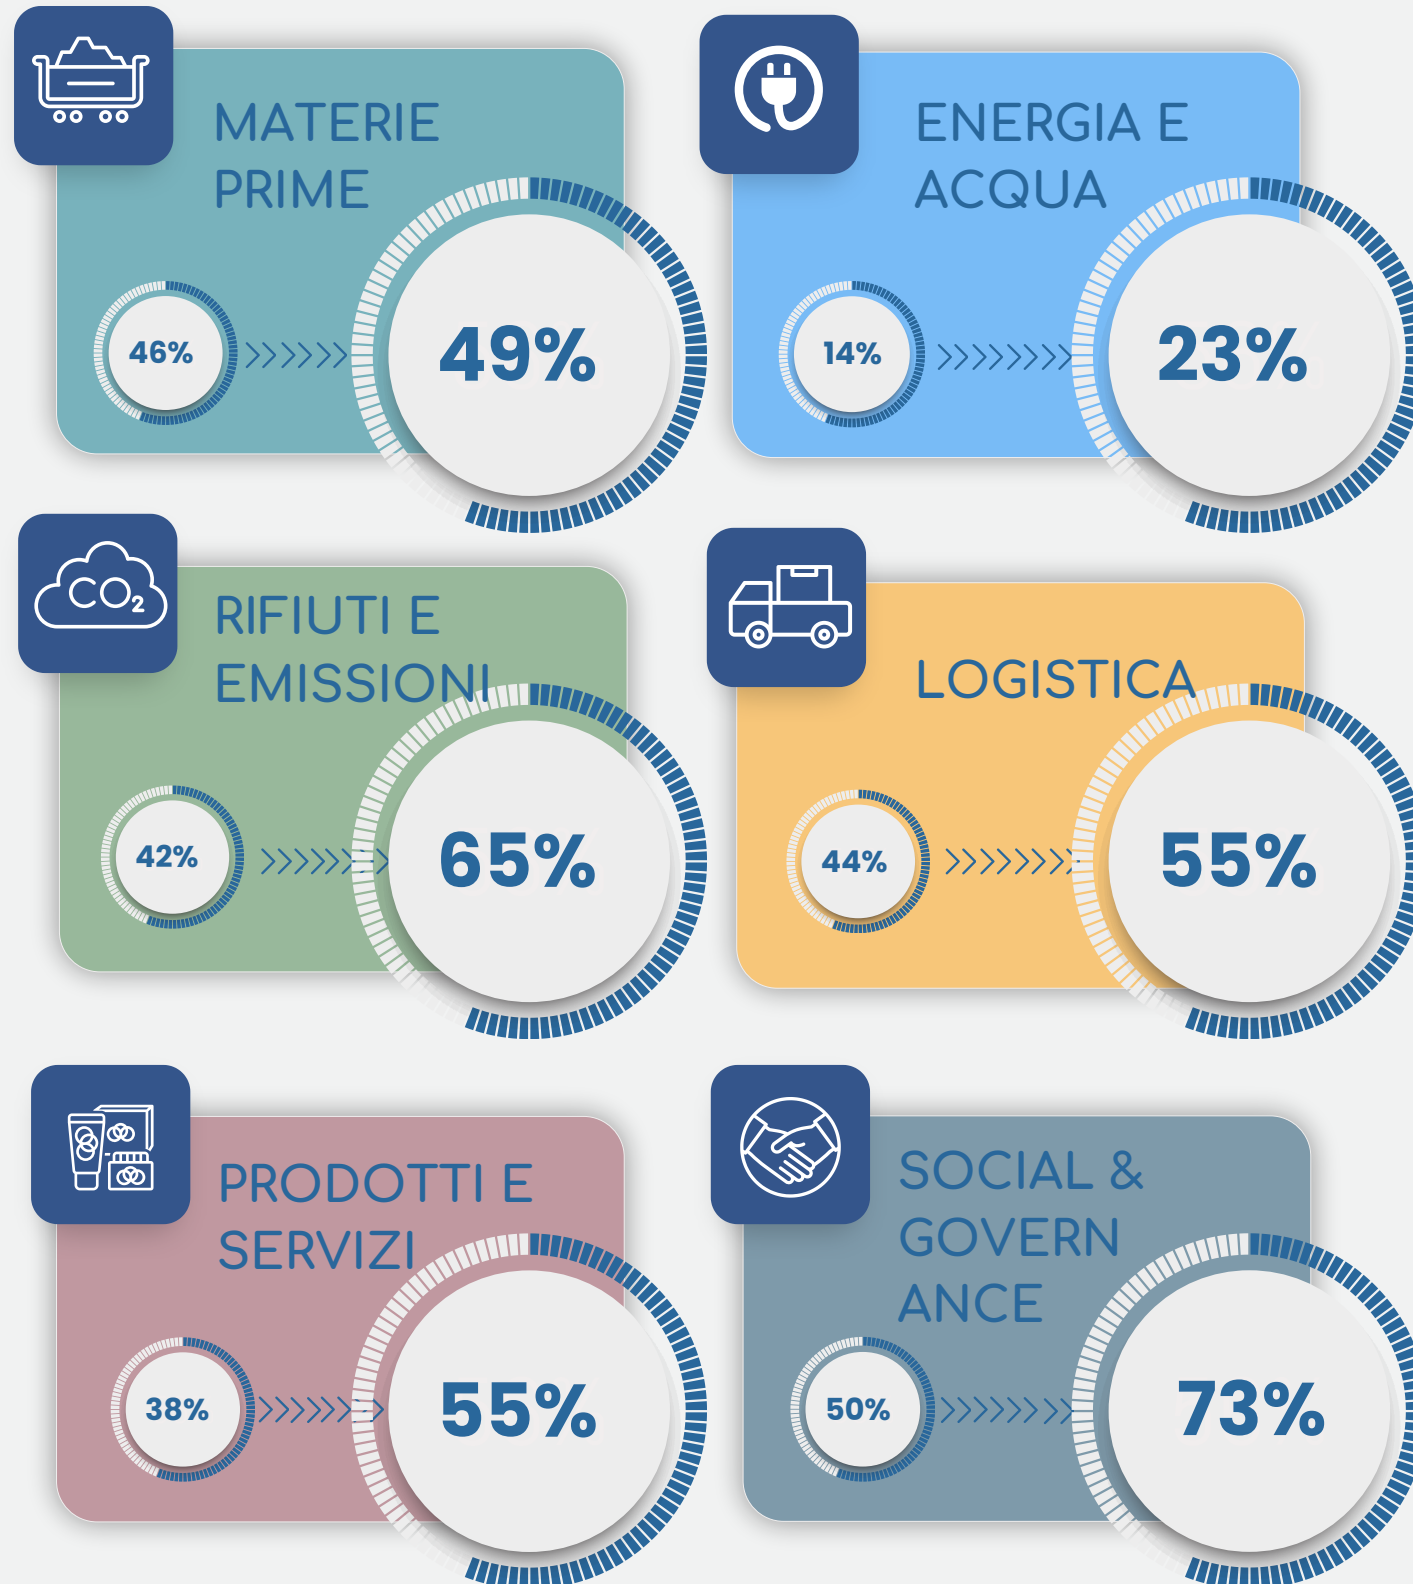 MATERIE
PRIME
46%
49%
ENERGIA E
ACQUA
14%
23%
CO2
RIFIUTI E
EMISSIONI
42%
65%
LOGISTICA
44%
55%
PRODOTTI E
SERVIZI
38%
55%
SOCIAL &
GOVERN
ANCE
50%
73%